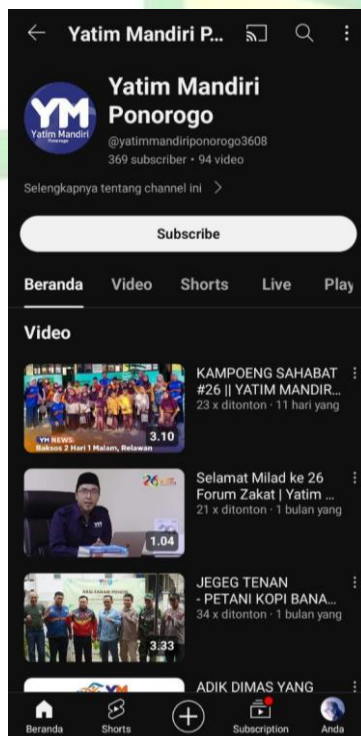 Yatim Mandiri P...
YM
Yatim Mandiri
Ponorogo
Yatim Mandiri
Ponorogo
@yatimmandiriponorogo3608
369 subscriber • 94 video
Selengkapnya tentang channel ini
Subscribe
Beranda Video Shorts Live Play
Video
KAMPOENG SAHABAT
#26 || YATIM MANDIR...
23 x ditonton · 11 hari yang
YM NEWS:
Baksos 2 Hari 1 Malam, Relawan
3.10
Selamat Milad ke 26
Forum Zakat | Yatim ...
21 x ditonton · 1 bulan yang
26
YM
1.04
JEGEG TENAN
- PETANI KOPI BANA...
34 x ditonton · 1 bulan yang
3.33
ADIK DIMAS YANG
YM
Beranda Shorts Subscription Anda